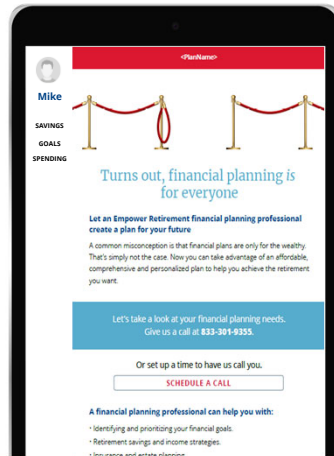 <PlanName>
Mike
SAVINGS
GOALS
SPENDING
Turns out, financial planning is
for everyone
Let an Empower Retirement financial planning professional
create a plan for your future
A common misconception is that financial plans are only for the wealthy.
That's simply not the case. Now you can take advantage of an affordable,
comprehensive and personalized plan to help you achieve the retirement
you want.
Let's take a look at your financial planning needs.
Give us a call at 833-301-9355.
Or set up a time to have us call you.
SCHEDULE A CALL
A financial planning professional can help you with:
• Identifying and prioritizing your financial goals.
• Retirement savings and income strategies.
• Insurance and estate planning.